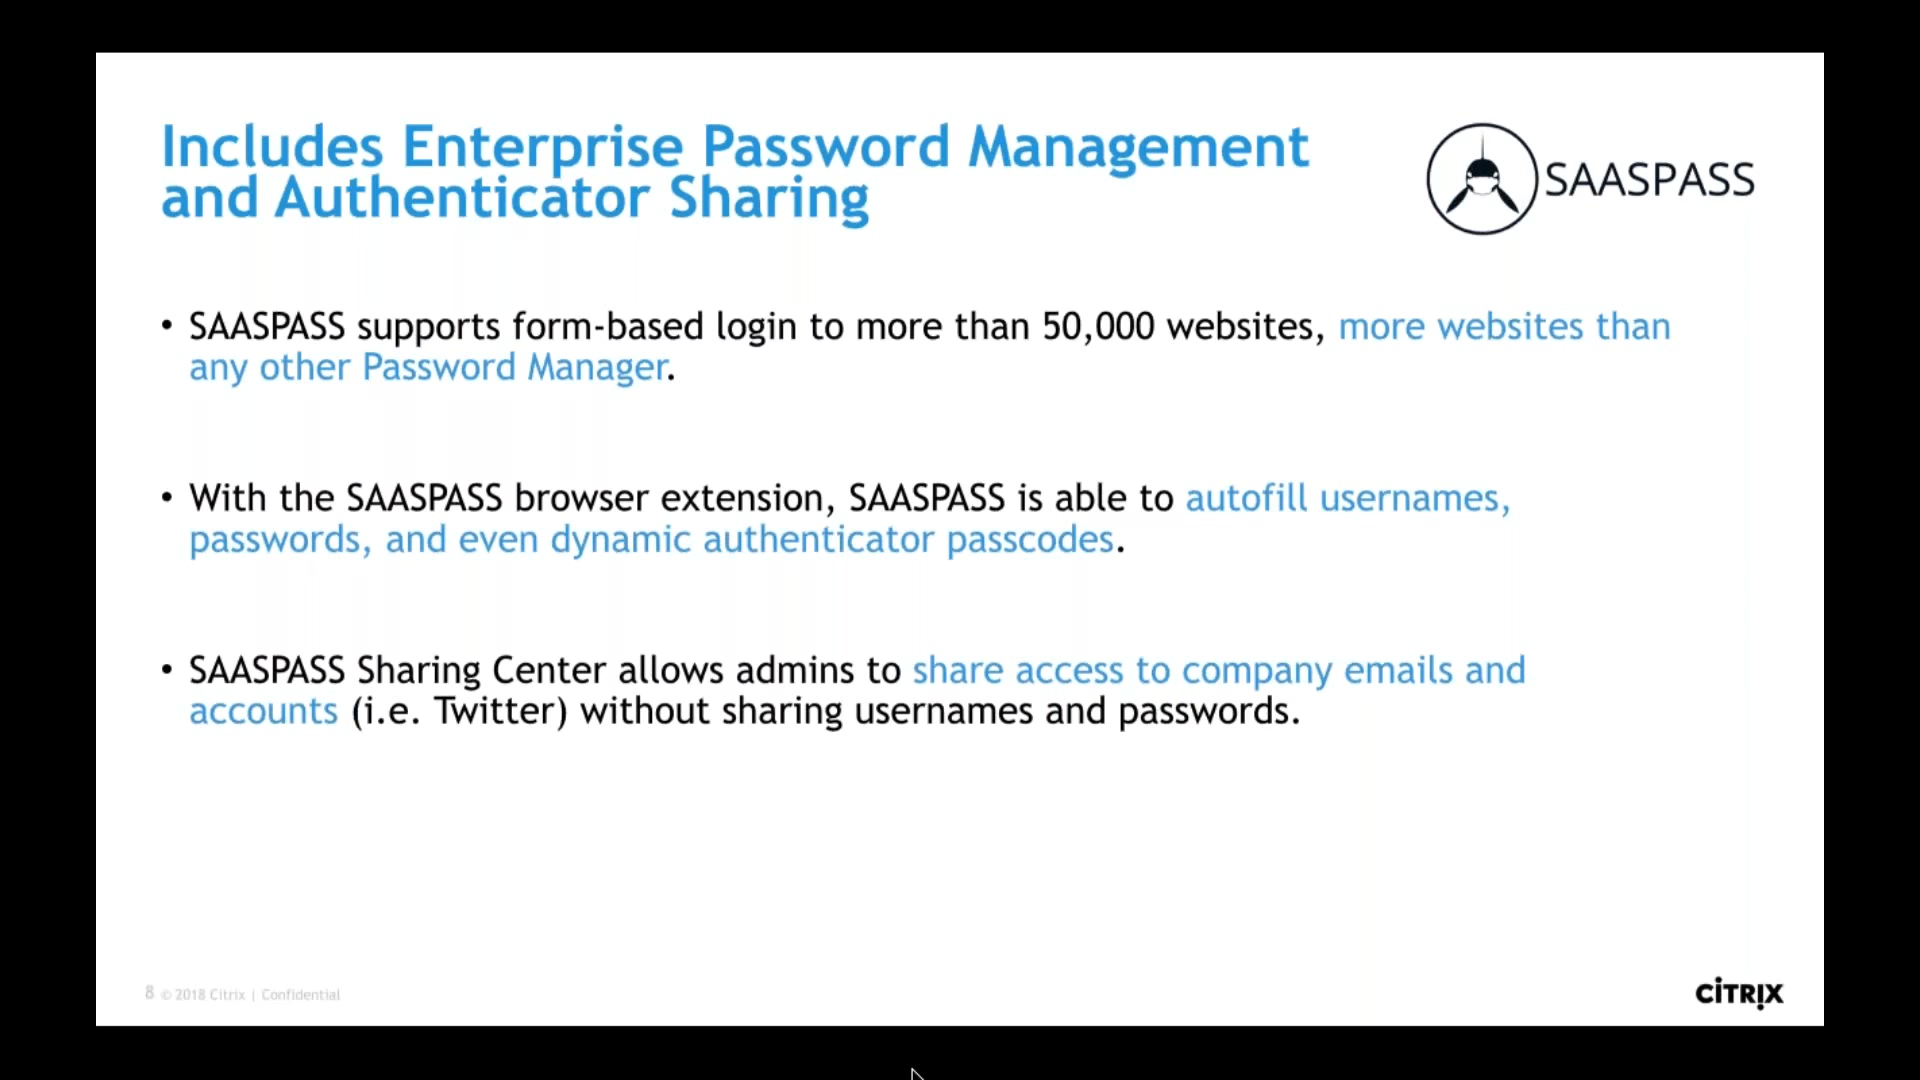 Includes Enterprise Password Management
and Authenticator Sharing
SAASPASS
• SAASPASS supports form-based login to more than 50,000 websites, more websites than
any other Password Manager.
• With the SAASPASS browser extension, SAASPASS is able to autofill usernames,
passwords, and even dynamic authenticator passcodes.
• SAASPASS Sharing Center allows admins to share access to company emails and
accounts (i.e. Twitter) without sharing usernames and passwords.
8 © 2018 Citrix | Confidential
CİTRIX